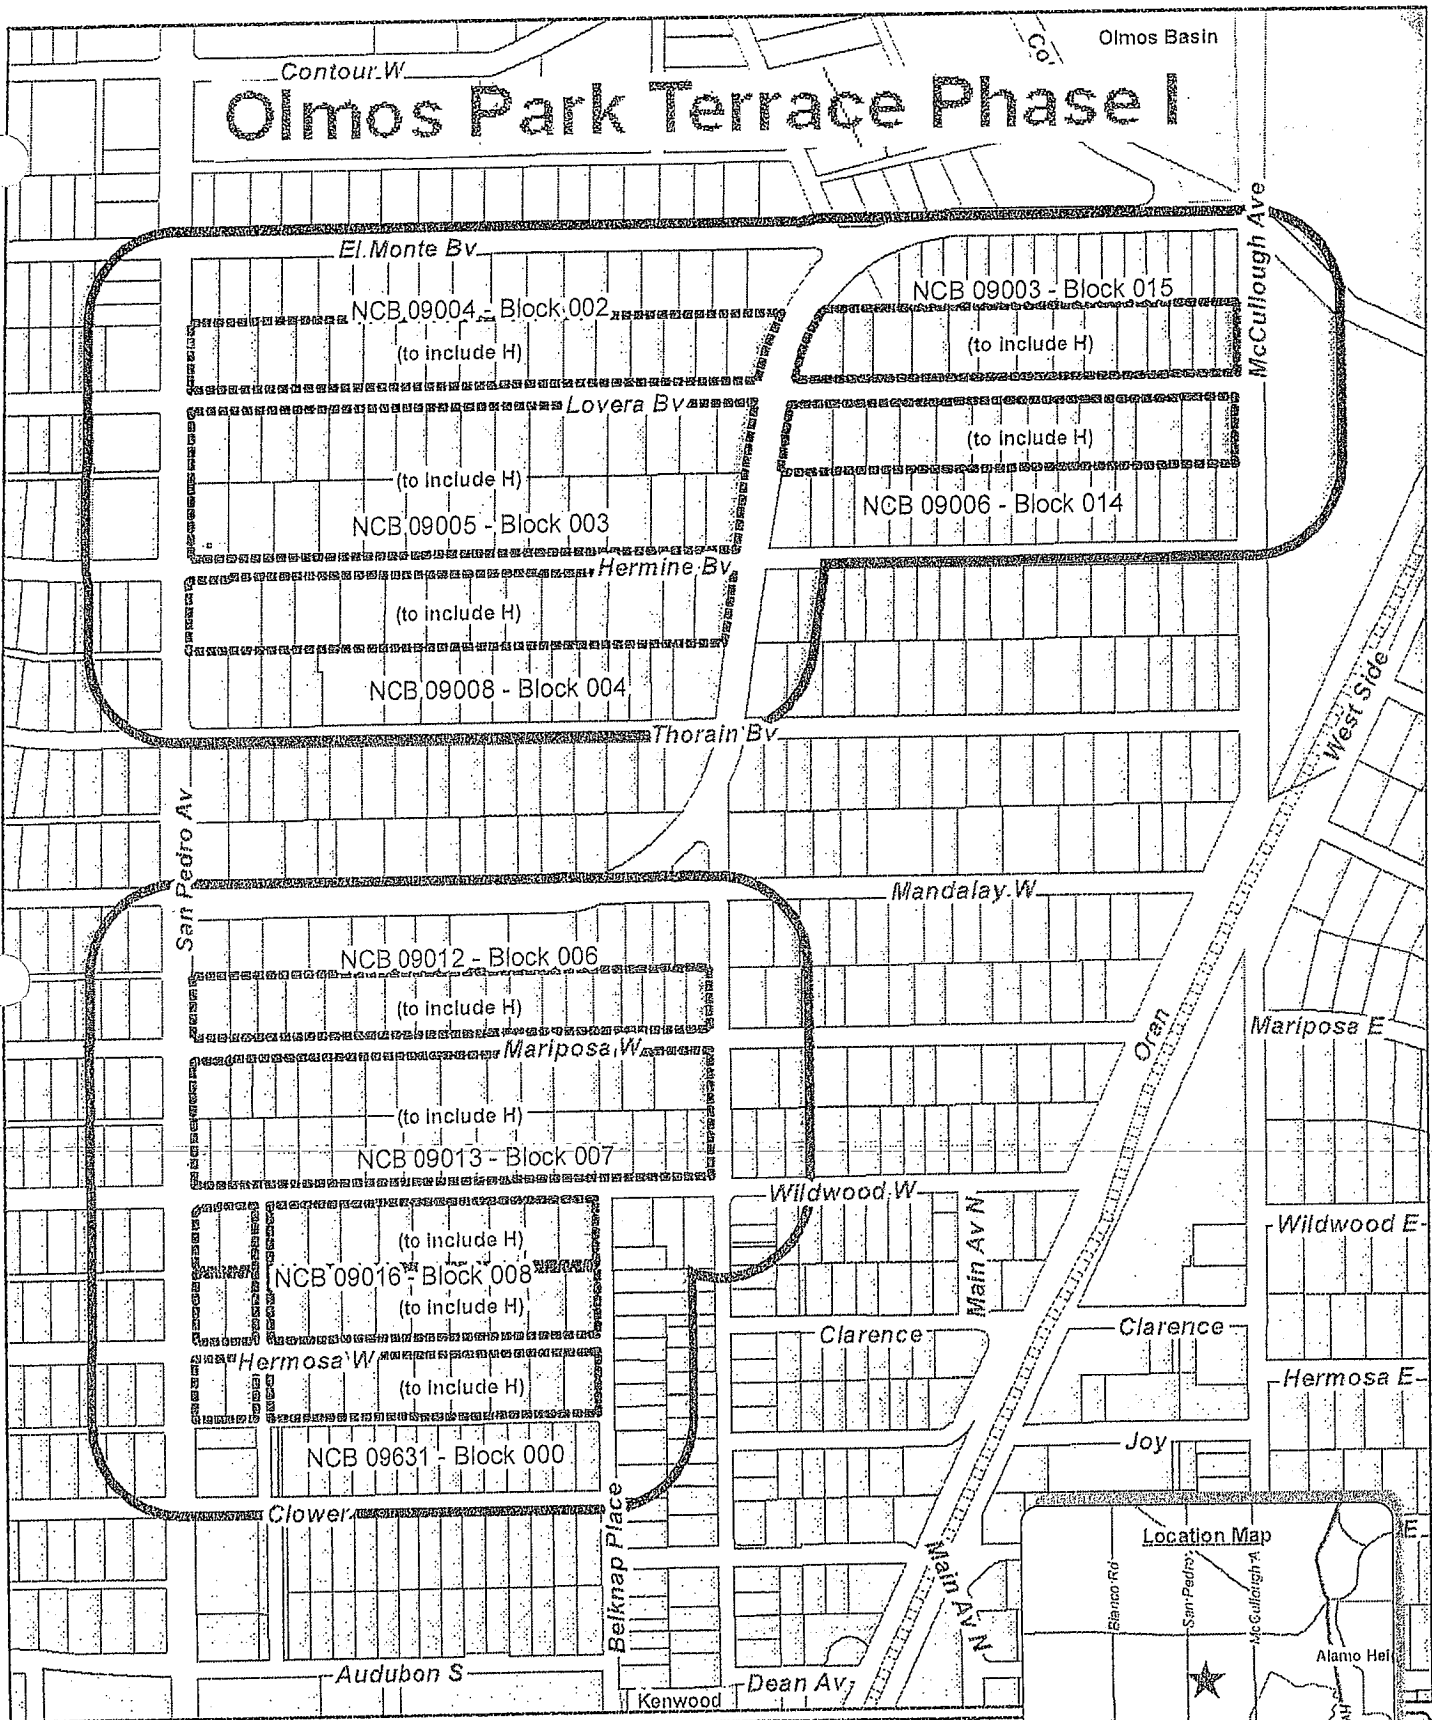 Olmos Basin
Co
Contour W
Olmos Park Terrace Phase I
McCullough Ave
El Monte Bv
NCB 09003 - Block 015
NCB 09004 - Block 002
(to include H)
(to include H)
Lovera Bv
(to include H)
(to include H)
NCB 09006 - Block 014
NCB 09005 - Block 003
Hermine Bv
(to include H)
West Side
NCB 09008 - Block 004
Thorain Bv
San Pedro Av
Mandalay W
NCB 09012 - Block 006
(to include H)
Oran
Mariposa E
Mariposa W
(to include H)
NCB 09013 - Block 007
Wildwood W
Main Av N
Wildwood E
(to include H)
NCB 09016 - Block 008
(to include H)
Clarence
Clarence
Hermosa W
(to include H)
Hermosa E
Joy
NCB 09631 - Block 000
Clower
Belknap Place
Main Av N
Location Map
E
Blanco Rd
San Pedro
McCullough A
Alamo Hei
Audubon S
Dean Av
Kenwood